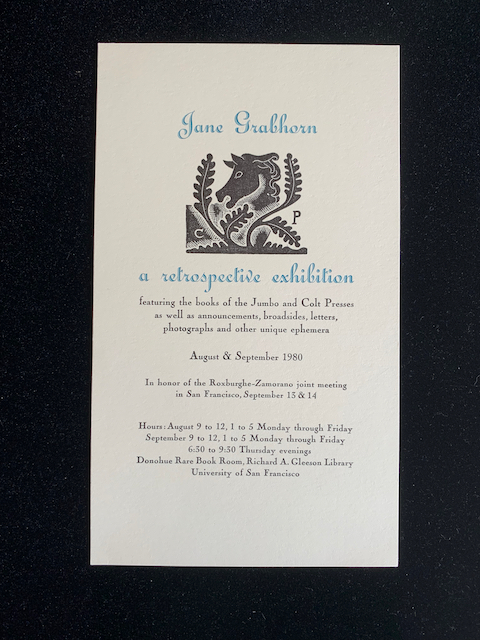 Jane Grabhorn
C P
a retrospective exhibition
featuring the books of the Jumbo and Colt Presses
as well as announcements, broadsides, letters,
photographs and other unique ephemera
August & September 1980
In honor of the Roxburghe-Zamorano joint meeting
in San Francisco, September 13 & 14
Hours: August 9 to 12, 1 to 5 Monday through Friday
September 9 to 12, 1 to 5 Monday through Friday
6:30 to 9:30 Thursday evenings
Donohue Rare Book Room, Richard A. Gleeson Library
University of San Francisco